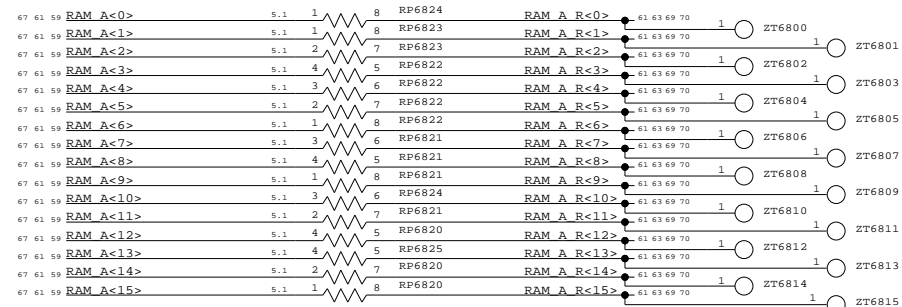 67 61 59 RAM_A<0> 5.1 1 8 RP6824 RAM_A_R<0> 61 63 69 70 1 ZT6800
67 61 59 RAM_A<1> 5.1 1 8 RP6823 RAM_A_R<1> 61 63 69 70 1 ZT6801
67 61 59 RAM_A<2> 5.1 2 7 RP6823 RAM_A_R<2> 61 63 69 70 1 ZT6802
67 61 59 RAM_A<3> 5.1 4 5 RP6822 RAM_A_R<3> 61 63 69 70 1 ZT6803
67 61 59 RAM_A<4> 5.1 3 6 RP6822 RAM_A_R<4> 61 63 69 70 1 ZT6804
67 61 59 RAM_A<5> 5.1 2 7 RP6822 RAM_A_R<5> 61 63 69 70 1 ZT6805
67 61 59 RAM_A<6> 5.1 1 8 RP6822 RAM_A_R<6> 61 63 69 70 1 ZT6806
67 61 59 RAM_A<7> 5.1 3 6 RP6821 RAM_A_R<7> 61 63 69 70 1 ZT6807
67 61 59 RAM_A<8> 5.1 4 5 RP6821 RAM_A_R<8> 61 63 69 70 1 ZT6808
67 61 59 RAM_A<9> 5.1 1 8 RP6821 RAM_A_R<9> 61 63 69 70 1 ZT6809
67 61 59 RAM_A<10> 5.1 3 6 RP6824 RAM_A_R<10> 61 63 69 70 1 ZT6810
67 61 59 RAM_A<11> 5.1 2 7 RP6821 RAM_A_R<11> 61 63 69 70 1 ZT6811
67 61 59 RAM_A<12> 5.1 4 5 RP6820 RAM_A_R<12> 61 63 69 70 1 ZT6812
67 61 59 RAM_A<13> 5.1 4 5 RP6825 RAM_A_R<13> 61 63 69 70 1 ZT6813
67 61 59 RAM_A<14> 5.1 2 7 RP6820 RAM_A_R<14> 61 63 69 70 1 ZT6814
67 61 59 RAM_A<15> 5.1 1 8 RP6820 RAM_A_R<15> 61 63 69 70 1 ZT6815